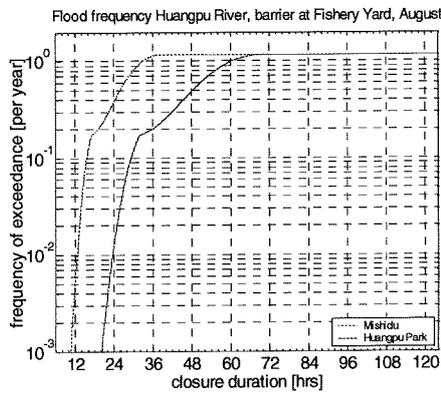 Flood frequency Huangpu River, barrier at Fishery Yard, August
frequency of exceedance [per year]
10^0
10^-1
10^-2
10^-3
12 24 36 48 60 72 84 96 108 120
closure duration [hrs]
Mishidu
Huangpu Park